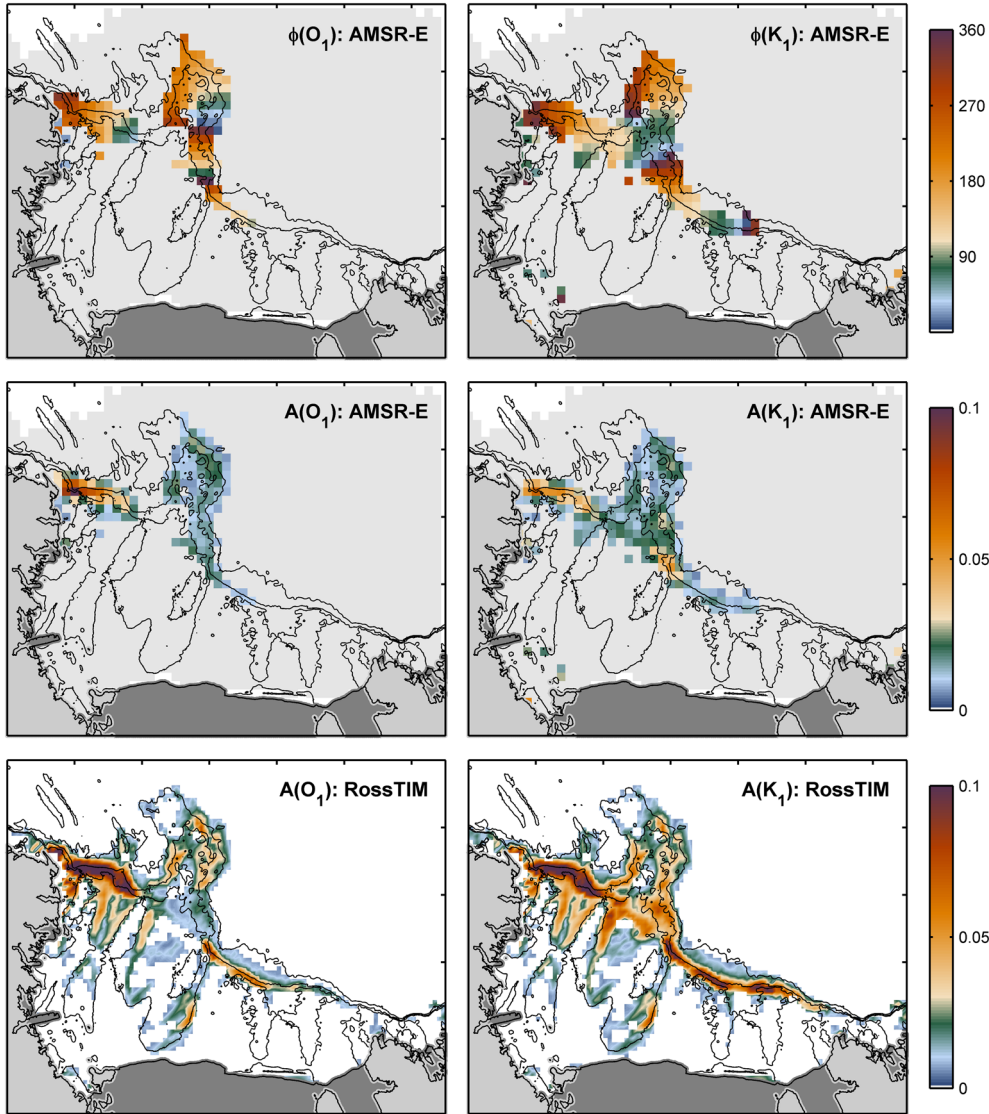 ϕ(O₁): AMSR-E
ϕ(K₁): AMSR-E
360
270
180
90
A(O₁): AMSR-E
A(K₁): AMSR-E
0.1
0.05
0
A(O₁): RossTIM
A(K₁): RossTIM
0.1
0.05
0